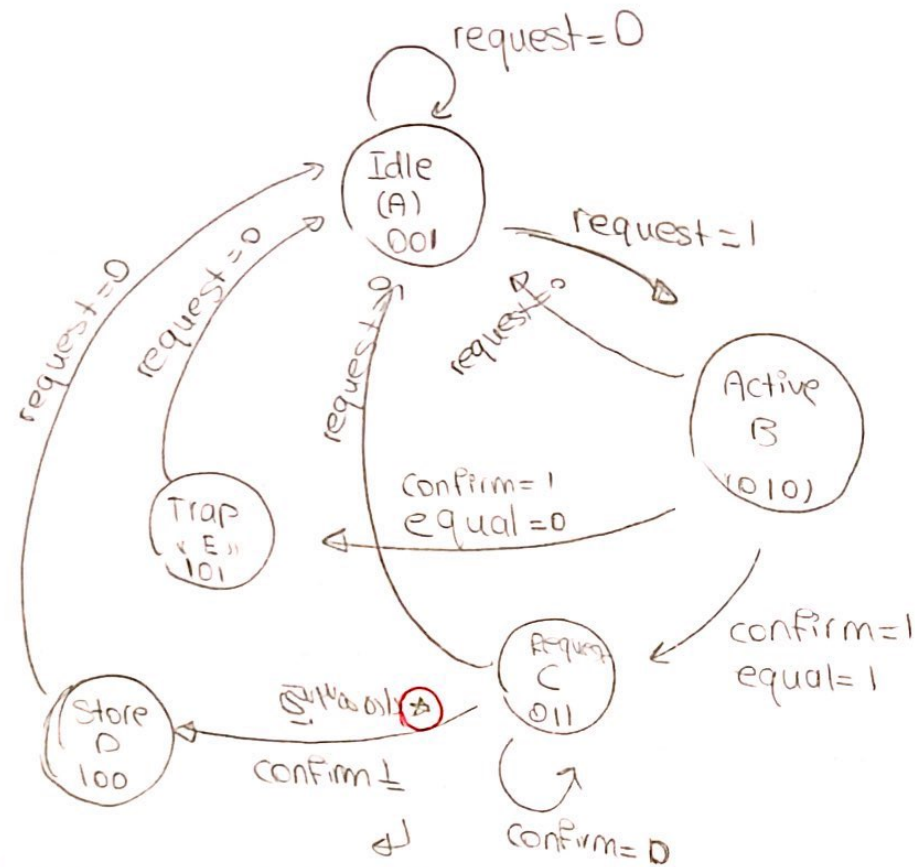 request=0
Idle
(A)
001
request=1
request=0
request=0
request=0
request=0
Active
B
(010)
confirm=1
equal=0
Trap
"E"
101
confirm=1
equal=1
Request
C
011
Store
D
100
confirm 1
confirm=0